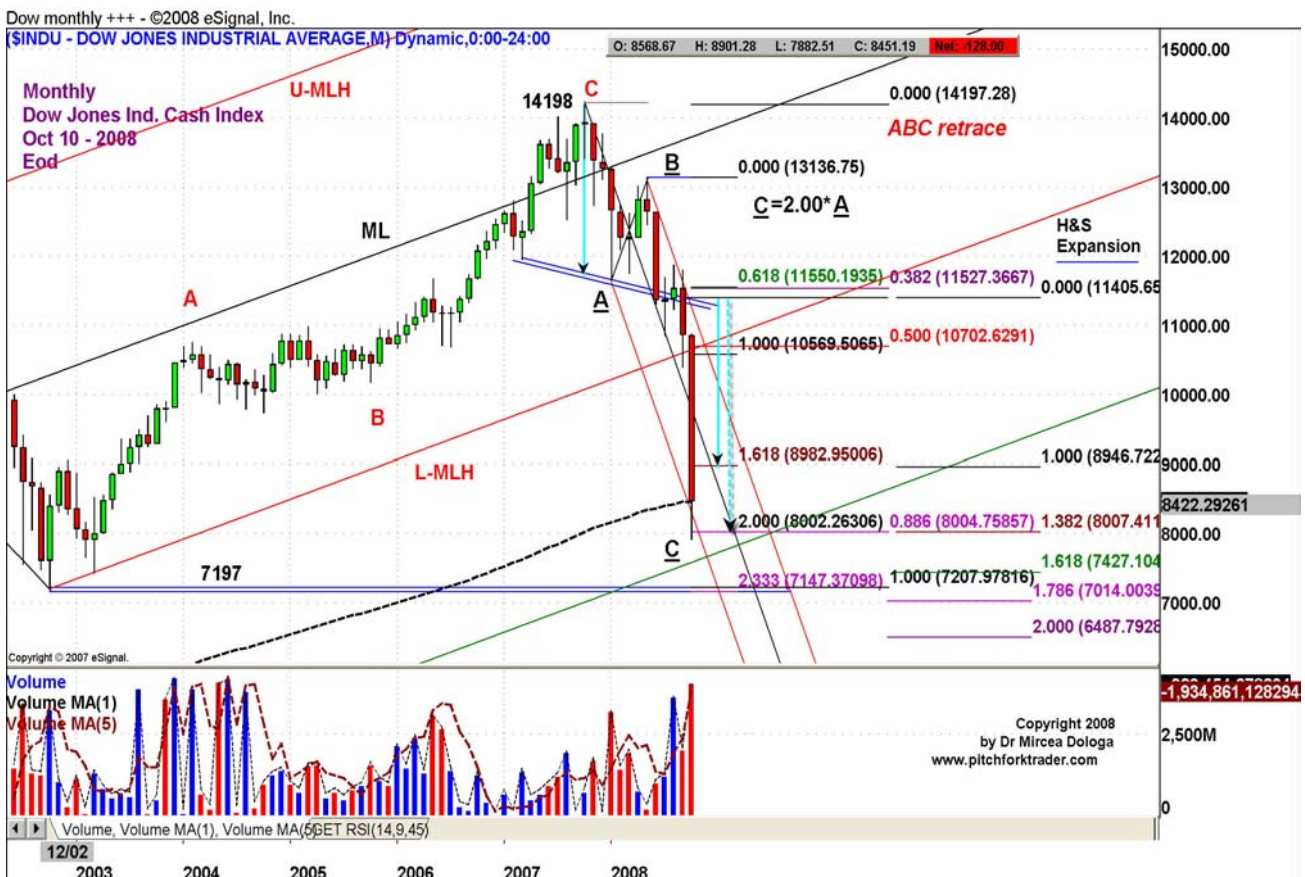 Dow monthly +++ - ©2008 eSignal, Inc.
($INDU - DOW JONES INDUSTRIAL AVERAGE,M) Dynamic,0:00-24:00
O: 8568.67 H: 8901.28 L: 7882.51 C: 8451.19 Net: -128.00
15000.00
Monthly
Dow Jones Ind. Cash Index
Oct 10 - 2008
Eod
U-MLH
14198
C
0.000 (14197.28)
ABC retrace
14000.00
B
0.000 (13136.75)
13000.00
C=2.00* A
ML
H&S
Expansion
12000.00
0.618 (11550.1935)
0.382 (11527.3667)
0.000 (11405.65
A
A
11000.00
1.000 (10569.5065)
0.500 (10702.6291)
10000.00
B
L-MLH
1.618 (8982.95006)
1.000 (8946.722
9000.00
8422.29261
2.000 (8002.26306)
0.886 (8004.75857)
1.382 (8007.411
8000.00
C
7197
1.618 (7427.104
2.333 (7147.37098)
1.000 (7207.97816)
1.786 (7014.0039
7000.00
2.000 (6487.7928
Copyright © 2007 eSignal.
Volume
Volume MA(1)
Volume MA(5)
-1,934,861,128294
2,500M
Copyright 2008
by Dr Mircea Dologa
www.pitchforktrader.com
0
Volume, Volume MA(1), Volume MA(5)
GET RSI(14,9,45)
12/02
2003 2004 2005 2006 2007 2008